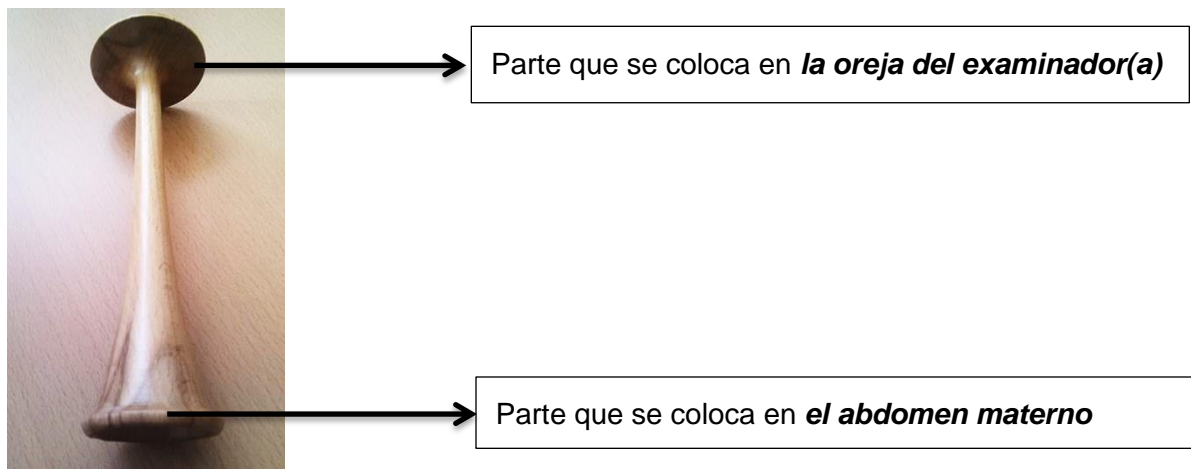 Parte que se coloca en la oreja del examinador(a)
Parte que se coloca en el abdomen materno